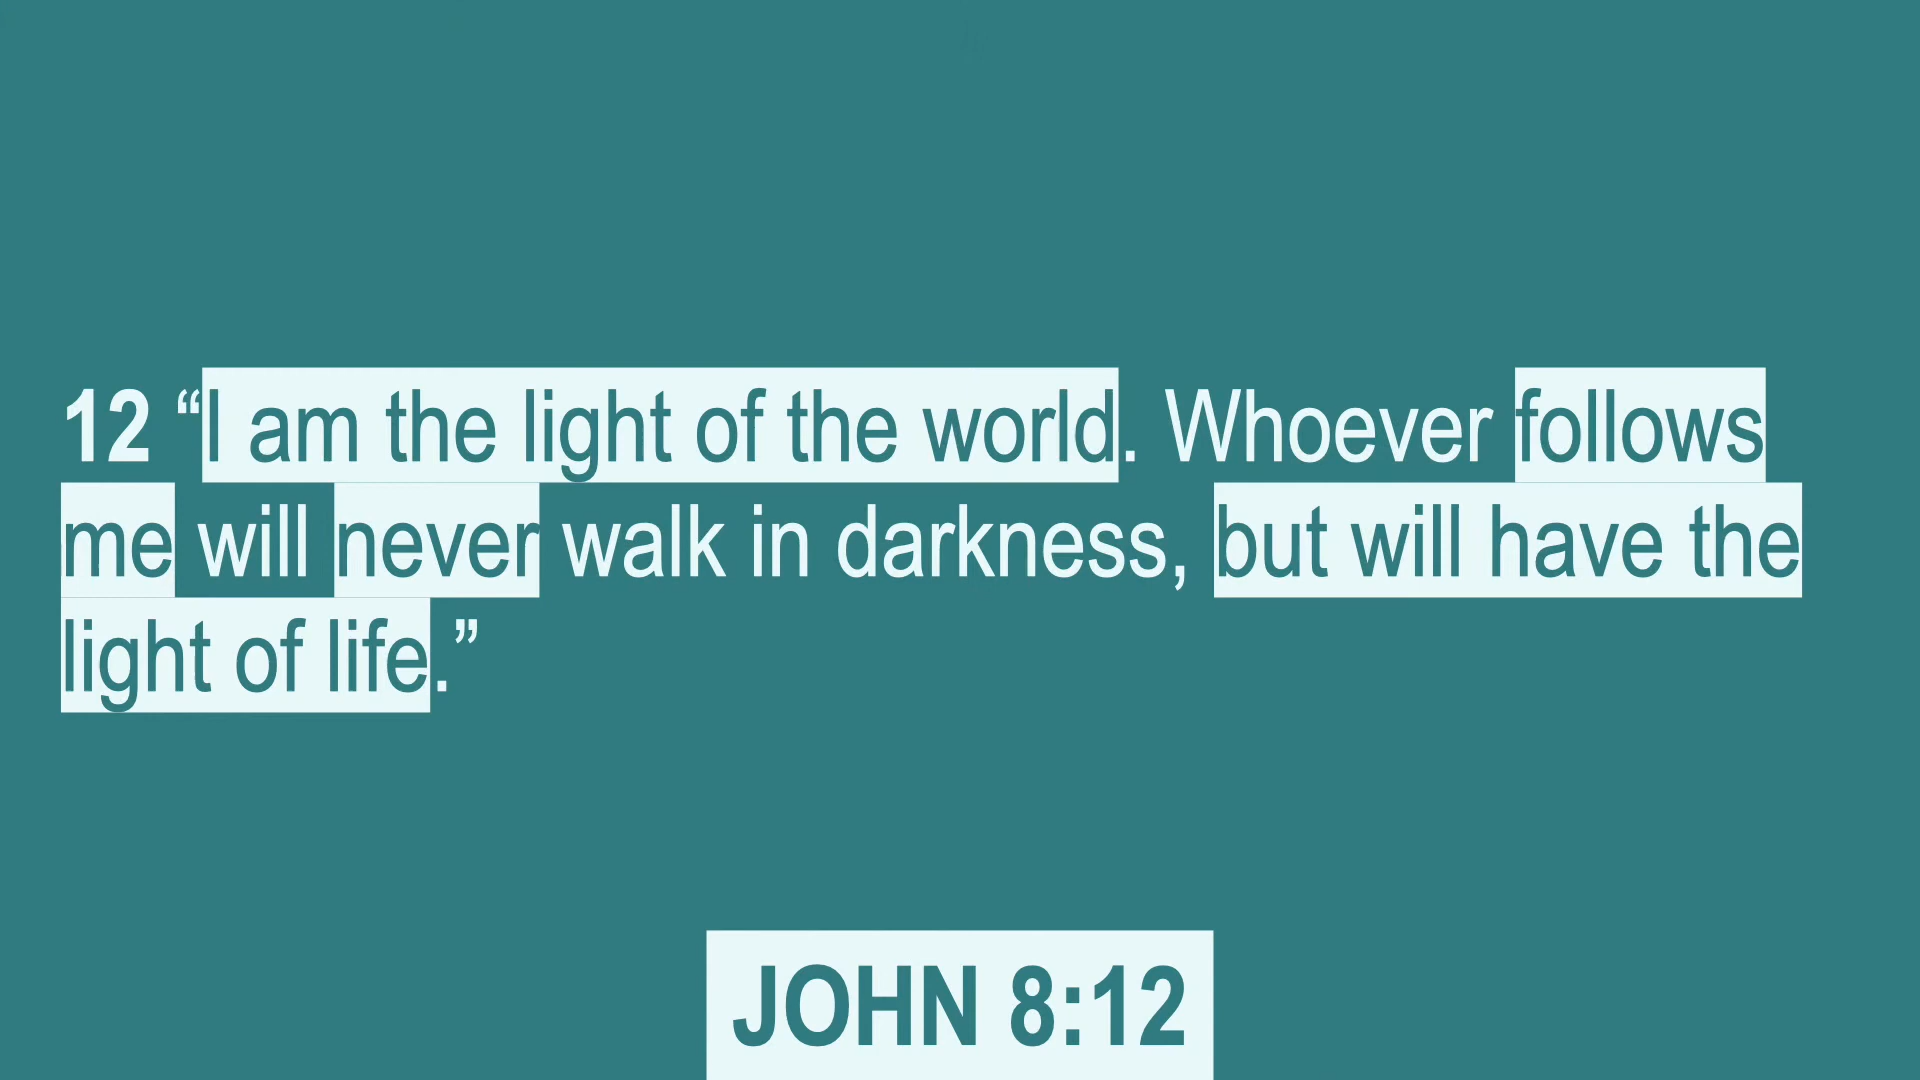 12 “I am the light of the world. Whoever follows
me will never walk in darkness, but will have the
light of life.”
JOHN 8:12